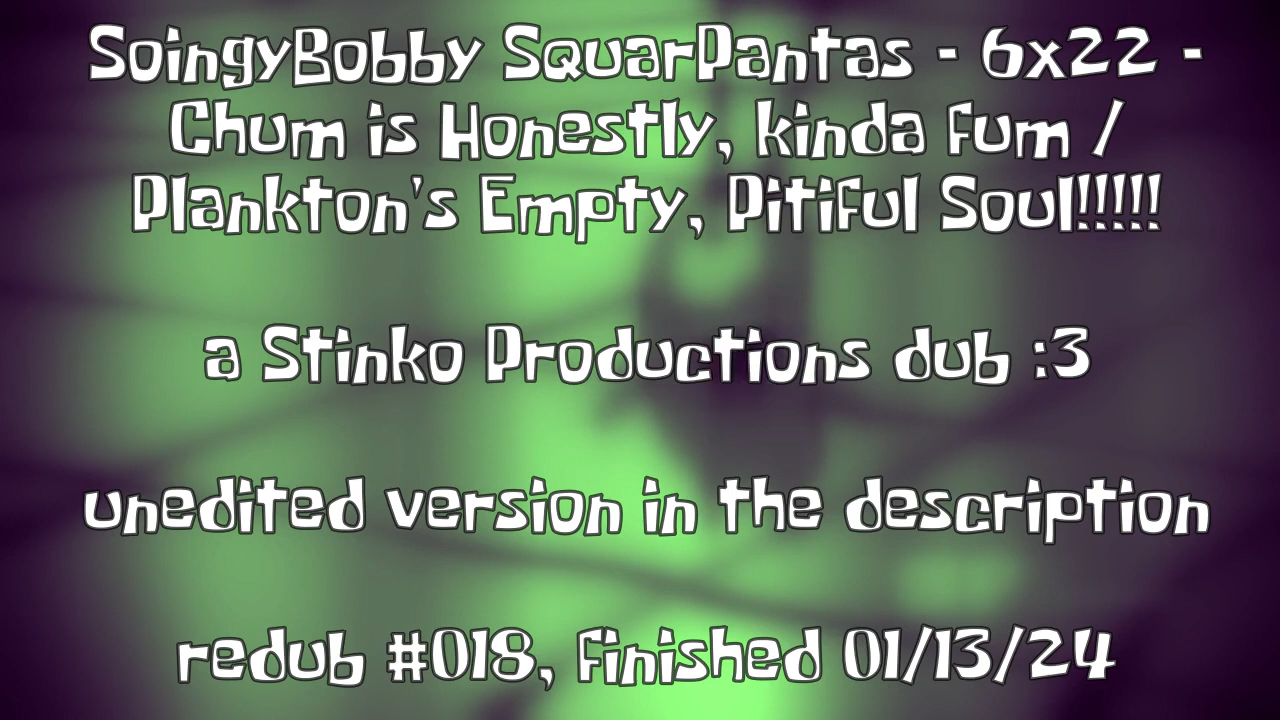 SoingyBobby SquarPantas - 6x22 -
Chum is Honestly, kinda fum /
Plankton's Empty, Pitiful Soul!!!!!
a Stinko Productions dub :3
unedited version in the description
redub #018, finished 01/13/24